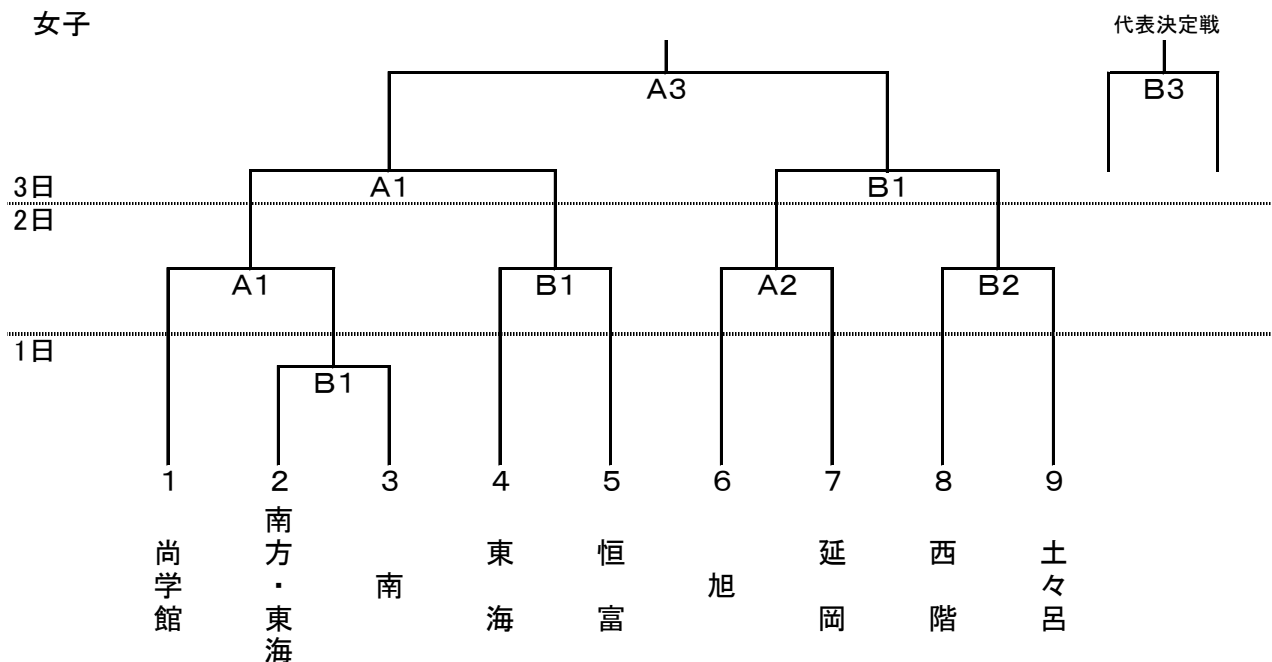 女子
代表決定戦
A3
B3
A1
B1
3日
2日
A1
B1
A2
B2
1日
B1
1 2 3 4 5 6 7 8 9
尚学館
南方・東海
南
東海
恒富
旭
延岡
西階
土々呂